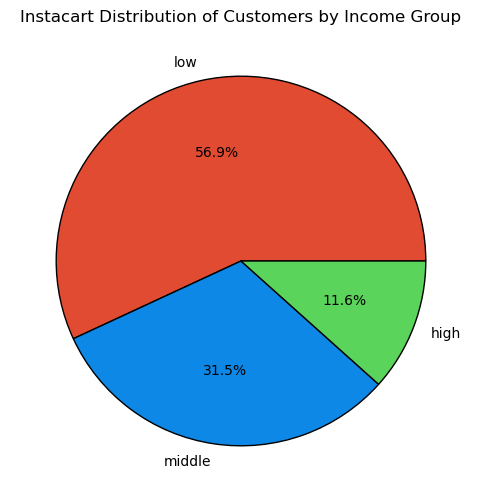 Instacart Distribution of Customers by Income Group
low
56.9%
11.6%
high
31.5%
middle